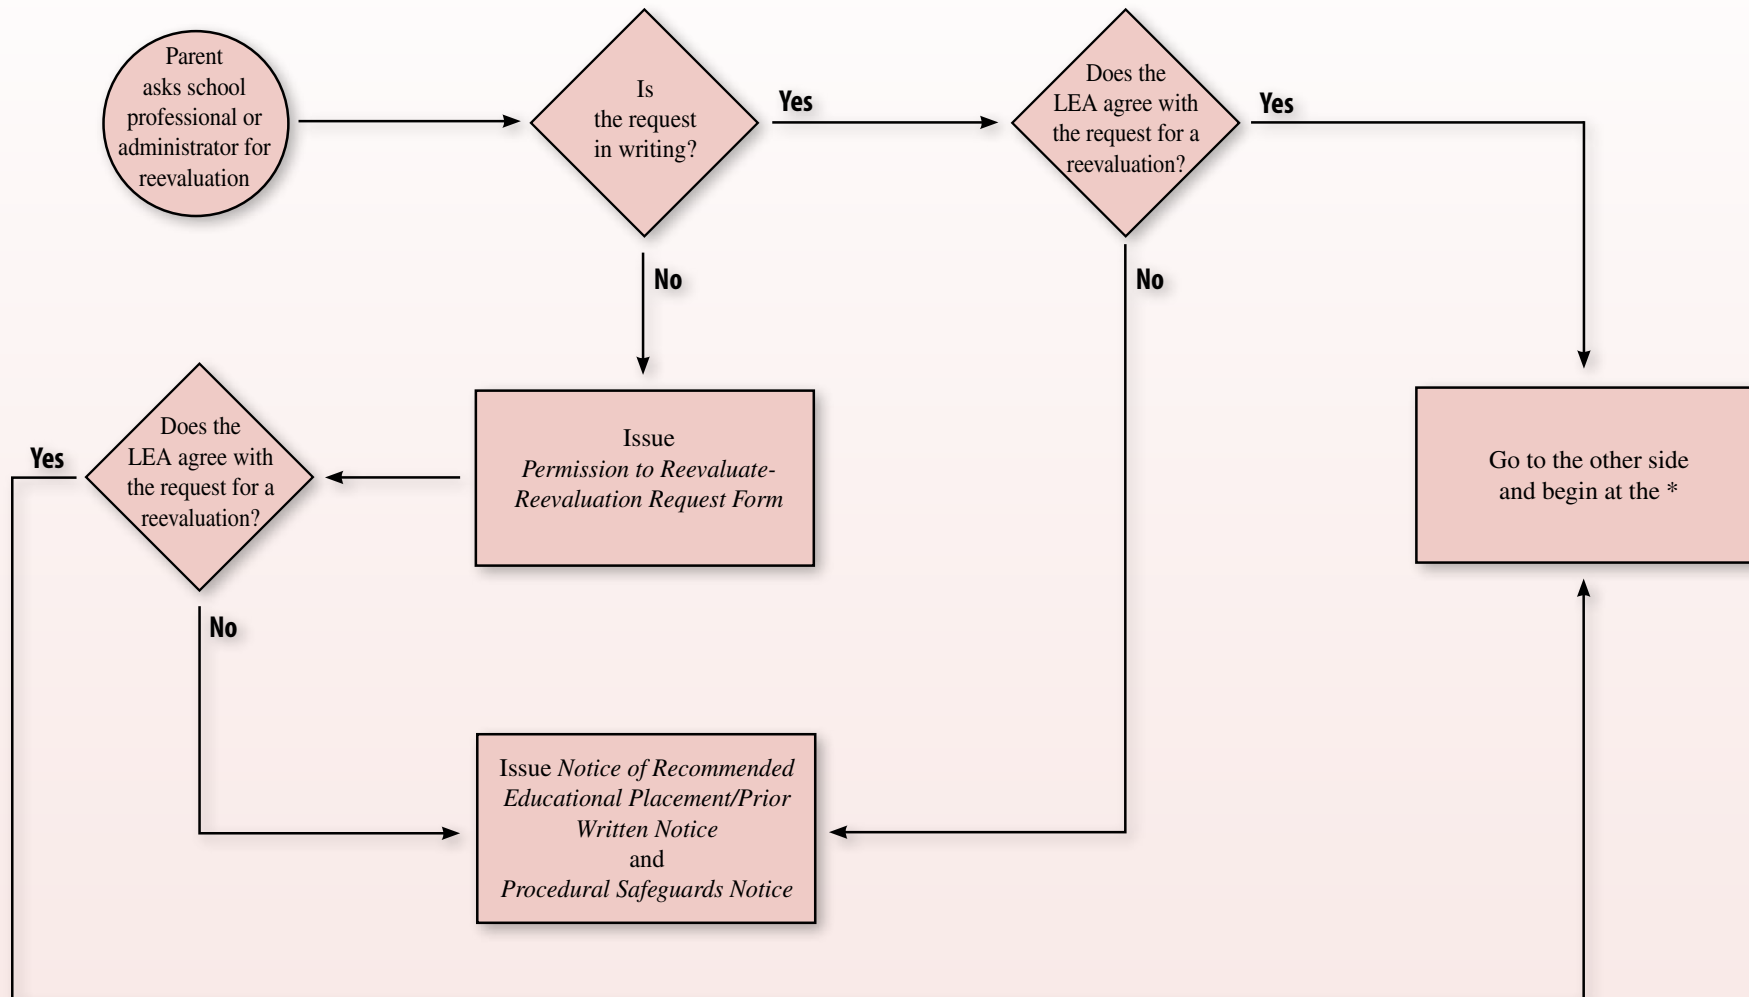 Parent
asks school
professional or
administrator for
reevaluation
Is
the request
in writing?
Yes
Does the
LEA agree with
the request for a
reevaluation?
Yes
No
No
Does the
LEA agree with
the request for a
reevaluation?
Yes
Issue
Permission to Reevaluate-
Reevaluation Request Form
Go to the other side
and begin at the *
No
Issue Notice of Recommended
Educational Placement/Prior
Written Notice
and
Procedural Safeguards Notice